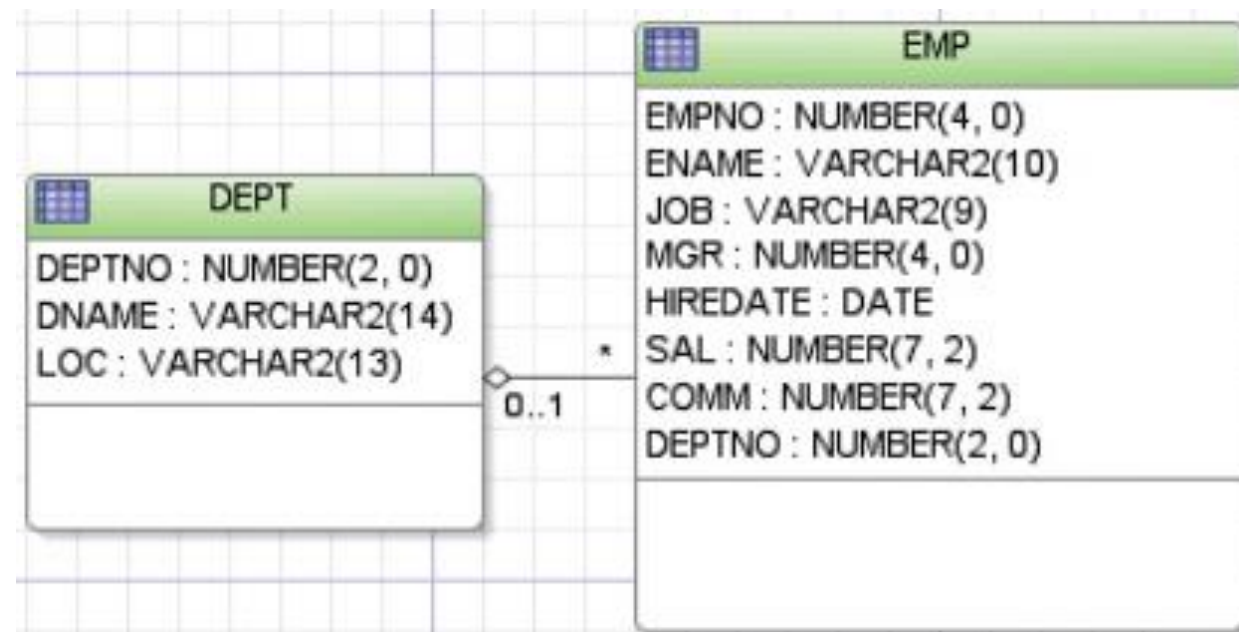 DEPT
DEPTNO : NUMBER(2, 0)
DNAME : VARCHAR2(14)
LOC : VARCHAR2(13)
0..1
*
EMP
EMPNO : NUMBER(4, 0)
ENAME : VARCHAR2(10)
JOB : VARCHAR2(9)
MGR : NUMBER(4, 0)
HIREDATE : DATE
SAL : NUMBER(7, 2)
COMM : NUMBER(7, 2)
DEPTNO : NUMBER(2, 0)